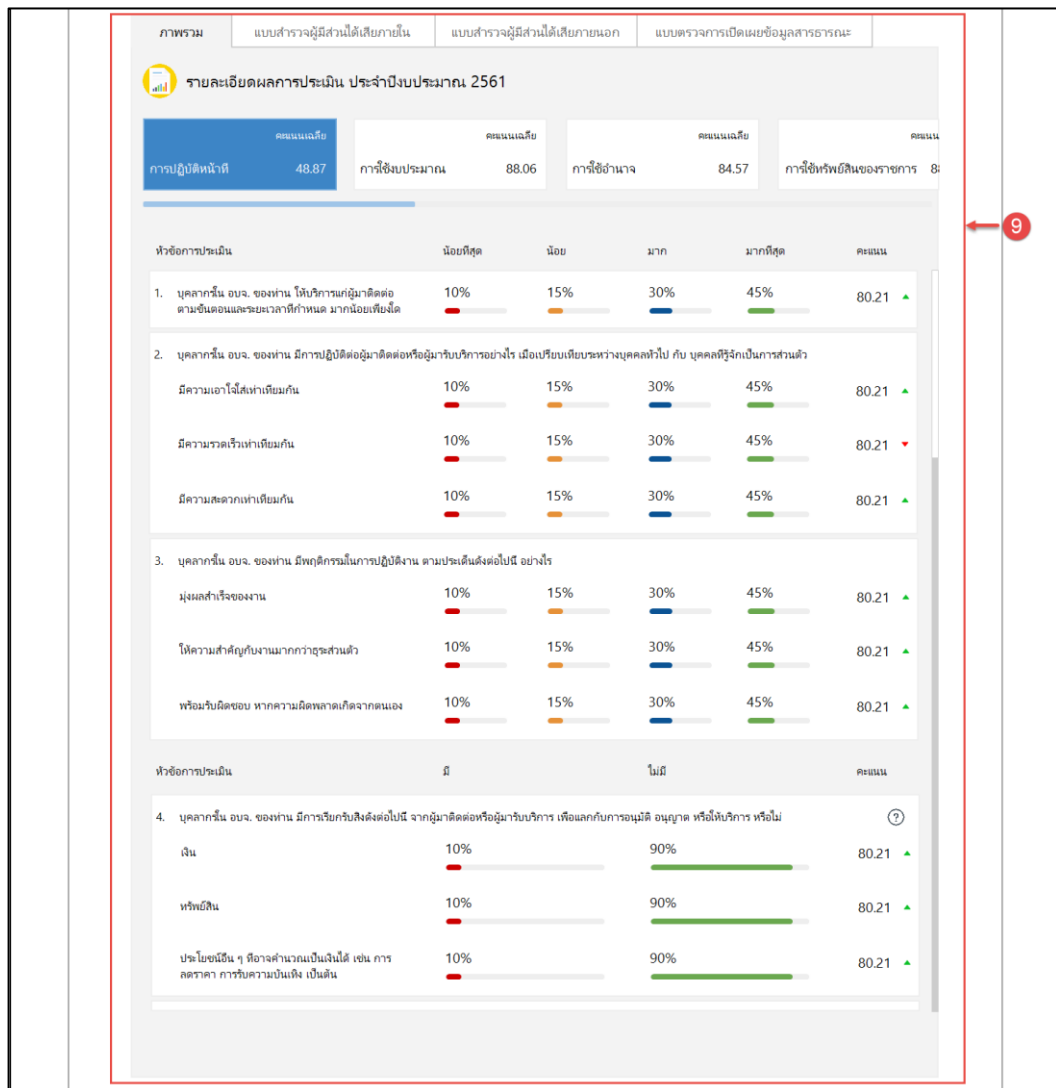 ภาพรวม แบบสำรวจผู้มีส่วนได้เสียภายใน แบบสำรวจผู้มีส่วนได้เสียภายนอก แบบตรวจการเปิดเผยข้อมูลสาธารณะ
รายละเอียดผลการประเมิน ประจำปีงบประมาณ 2561
คะแนนเฉลี่ย คะแนนเฉลี่ย คะแนนเฉลี่ย คะแนน
การปฏิบัติหน้าที่ 48.87 การใช้งบประมาณ 88.06 การใช้อำนาจ 84.57 การใช้ทรัพย์สินของราชการ
9
หัวข้อการประเมิน น้อยที่สุด น้อย มาก มากที่สุด คะแนน
1. บุคลากรใน อบจ. ของท่าน ให้บริการแก่ผู้มาติดต่อ 10% 15% 30% 45% 80.21
ตามขั้นตอนและระยะเวลาที่กำหนด มากน้อยเพียงใด
2. บุคลากรใน อบจ. ของท่าน มีการปฏิบัติต่อผู้มาติดต่อหรือผู้มารับบริการอย่างไร เมื่อเปรียบเทียบระหว่างบุคคลทั่วไป กับ บุคคลที่รู้จักเป็นการส่วนตัว
มีความเอาใจใส่เท่าเทียมกัน 10% 15% 30% 45% 80.21
มีความรวดเร็วเท่าเทียมกัน 10% 15% 30% 45% 80.21
มีความสะดวกเท่าเทียมกัน 10% 15% 30% 45% 80.21
3. บุคลากรใน อบจ. ของท่าน มีพฤติกรรมในการปฏิบัติงาน ตามประเด็นดังต่อไปนี้ อย่างไร
มุ่งผลสำเร็จของงาน 10% 15% 30% 45% 80.21
ให้ความสำคัญกับงานมากกว่าธุระส่วนตัว 10% 15% 30% 45% 80.21
พร้อมรับผิดชอบ หากความผิดพลาดเกิดจากตนเอง 10% 15% 30% 45% 80.21
หัวข้อการประเมิน มี ไม่มี คะแนน
4. บุคลากรใน อบจ. ของท่าน มีการเรียกรับสิ่งดังต่อไปนี้ จากผู้มาติดต่อหรือผู้มารับบริการ เพื่อแลกกับการอนุมัติ อนุญาต หรือให้บริการ หรือไม่ ?
เงิน 10% 90% 80.21
ทรัพย์สิน 10% 90% 80.21
ประโยชน์อื่น ๆ ที่อาจคำนวณเป็นเงินได้ เช่น การ 10% 90% 80.21
ลดราคา การรับความบันเทิง เป็นต้น